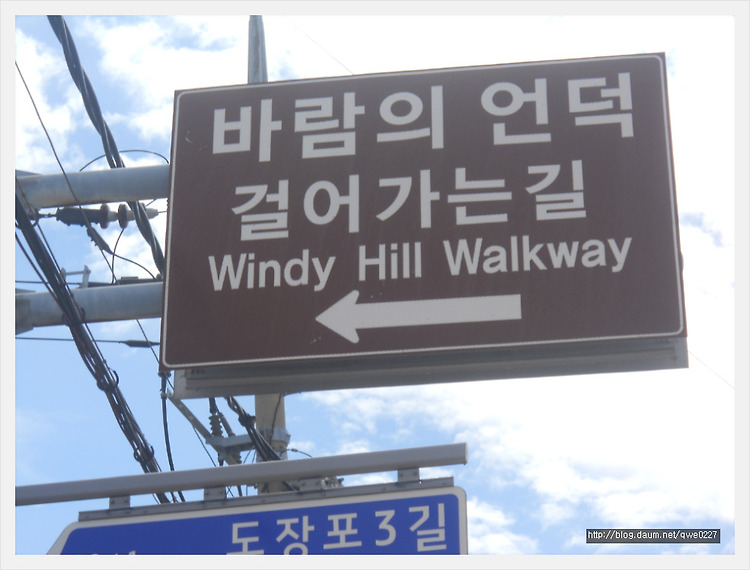 바람의 언덕
걸어가는길
Windy Hill Walkway
도장포3길
http://blog.daum.net/qwe0227